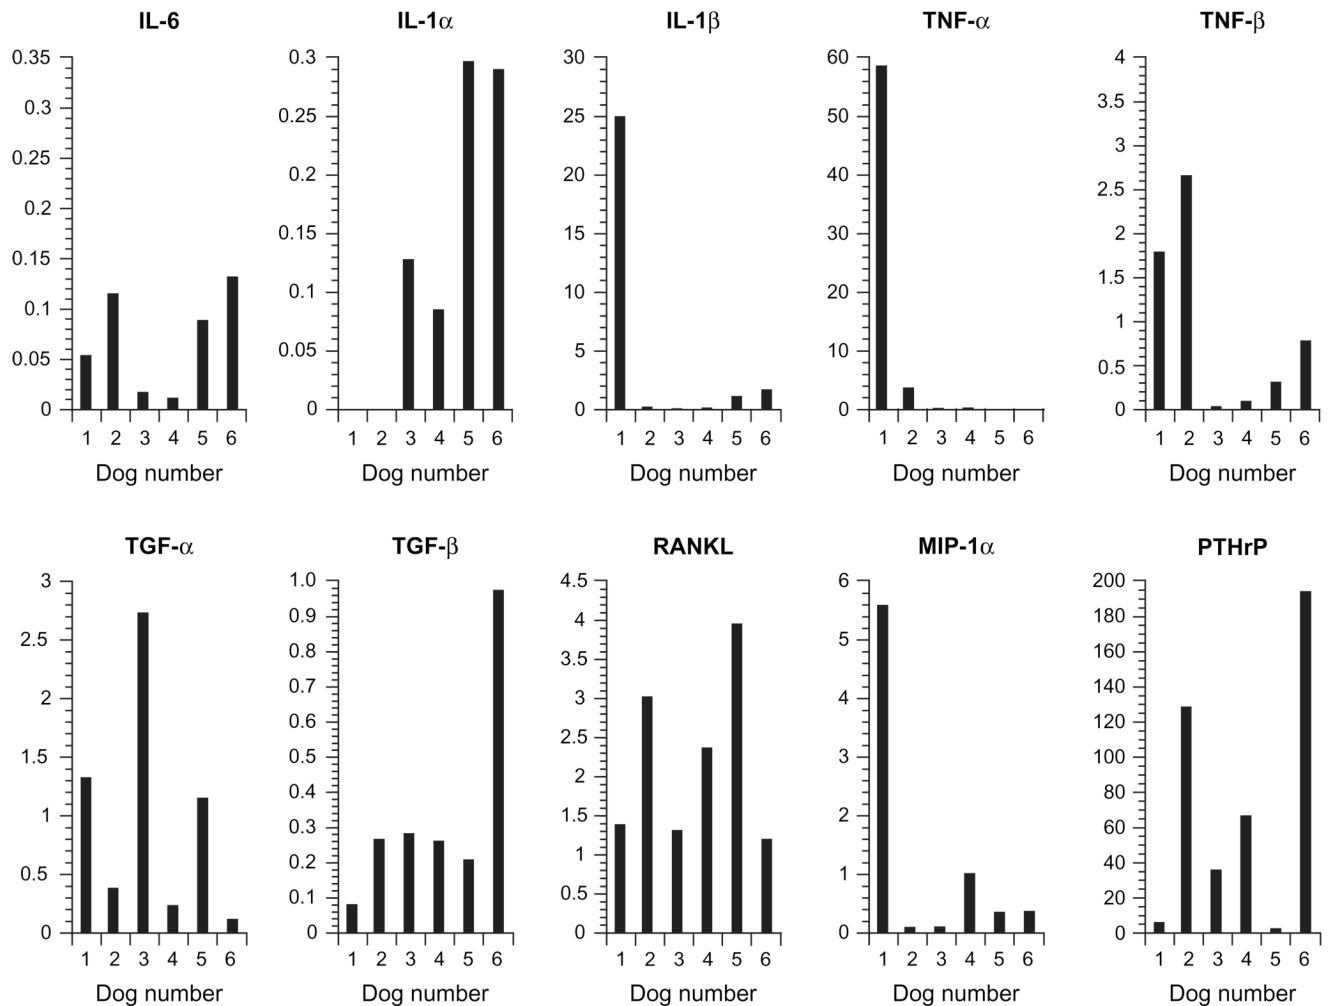 IL-6
0.35
0.3
0.25
0.2
0.15
0.1
0.05
0
1 2 3 4 5 6
Dog number
IL-1α
0.3
0.25
0.2
0.15
0.1
0.05
0
1 2 3 4 5 6
Dog number
IL-1β
30
25
20
15
10
5
0
1 2 3 4 5 6
Dog number
TNF-α
60
50
40
30
20
10
0
1 2 3 4 5 6
Dog number
TNF-β
4
3.5
3
2.5
2
1.5
1
0.5
0
1 2 3 4 5 6
Dog number
TGF-α
3
2.5
2
1.5
1
0.5
0
1 2 3 4 5 6
Dog number
TGF-β
1.0
0.9
0.8
0.7
0.6
0.5
0.4
0.3
0.2
0.1
0
1 2 3 4 5 6
Dog number
RANKL
4.5
4
3.5
3
2.5
2
1.5
1
0.5
0
1 2 3 4 5 6
Dog number
MIP-1α
6
5
4
3
2
1
0
1 2 3 4 5 6
Dog number
PTHrP
200
180
160
140
120
100
80
60
40
20
0
1 2 3 4 5 6
Dog number